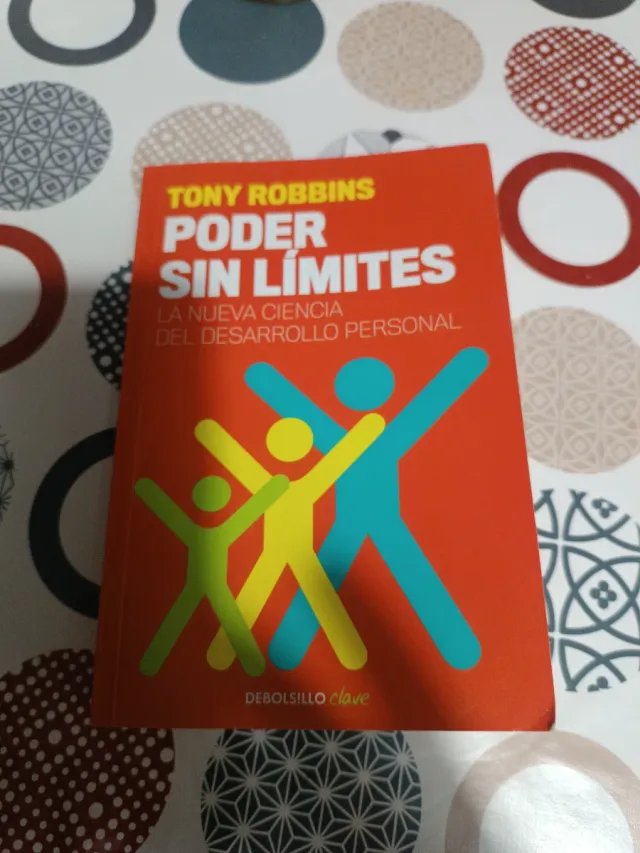 TONY ROBBINS
PODER
SIN LÍMITES
LA NUEVA CIENCIA
DEL DESARROLLO PERSONAL
DEBOLSILLO clave